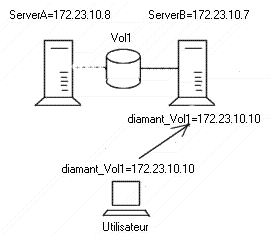 ServerA=172.23.10.8
ServerB=172.23.10.7
Vol1
diamant_Vol1=172.23.10.10
diamant_Vol1=172.23.10.10
Utilisateur